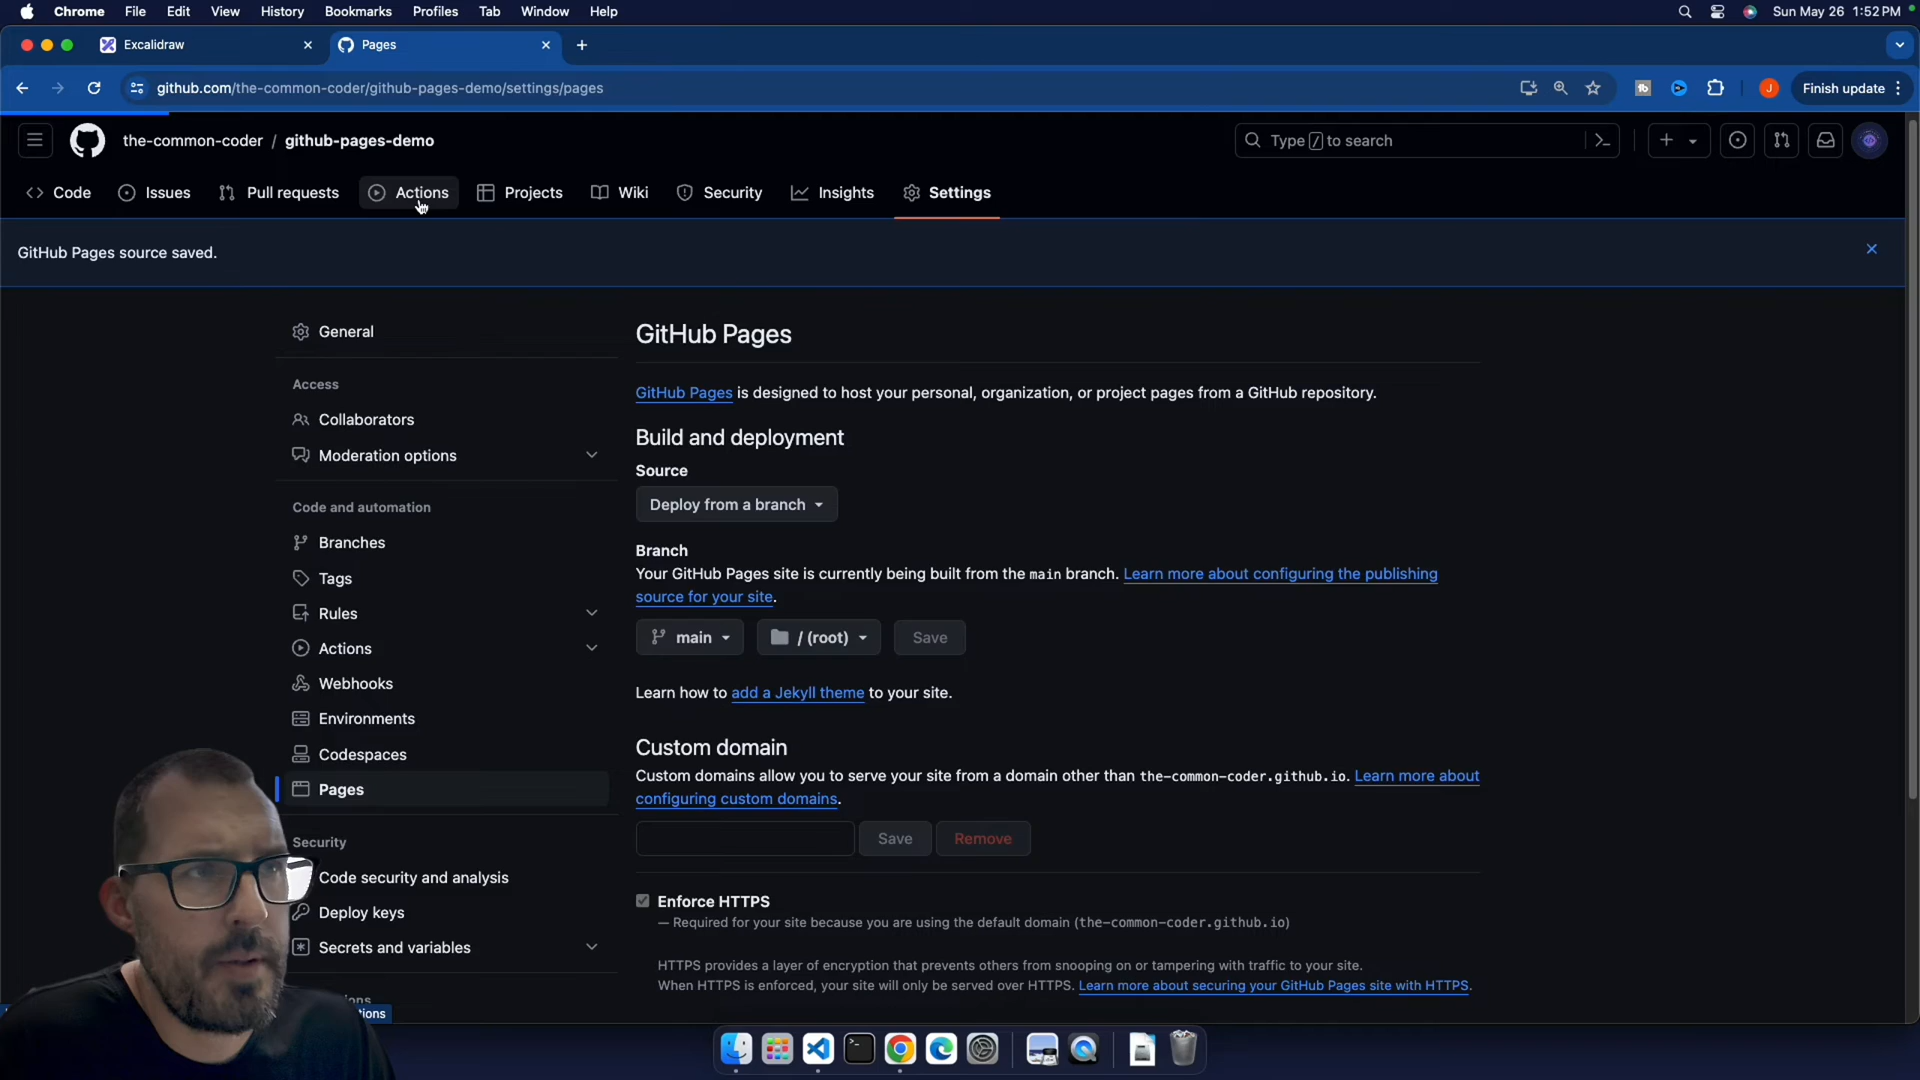 Chrome File Edit View History Bookmarks Profiles Tab Window Help Sun May 26 1:52 PM
Excalidraw Pages
github.com/the-common-coder/github-pages-demo/settings/pages Finish update
the-common-coder / github-pages-demo Type / to search
Code Issues Pull requests Actions Projects Wiki Security Insights Settings
GitHub Pages source saved.
General
Access
Collaborators
Moderation options
Code and automation
Branches
Tags
Rules
Actions
Webhooks
Environments
Codespaces
Pages
Security
Code security and analysis
Deploy keys
Secrets and variables
GitHub Pages
GitHub Pages is designed to host your personal, organization, or project pages from a GitHub repository.
Build and deployment
Source
Deploy from a branch
Branch
Your GitHub Pages site is currently being built from the main branch. Learn more about configuring the publishing
source for your site.
main / (root) Save
Learn how to add a Jekyll theme to your site.
Custom domain
Custom domains allow you to serve your site from a domain other than the-common-coder.github.io. Learn more about
configuring custom domains.
Save Remove
Enforce HTTPS
— Required for your site because you are using the default domain (the-common-coder.github.io)
HTTPS provides a layer of encryption that prevents others from snooping on or tampering with traffic to your site.
When HTTPS is enforced, your site will only be served over HTTPS. Learn more about securing your GitHub Pages site with HTTPS.